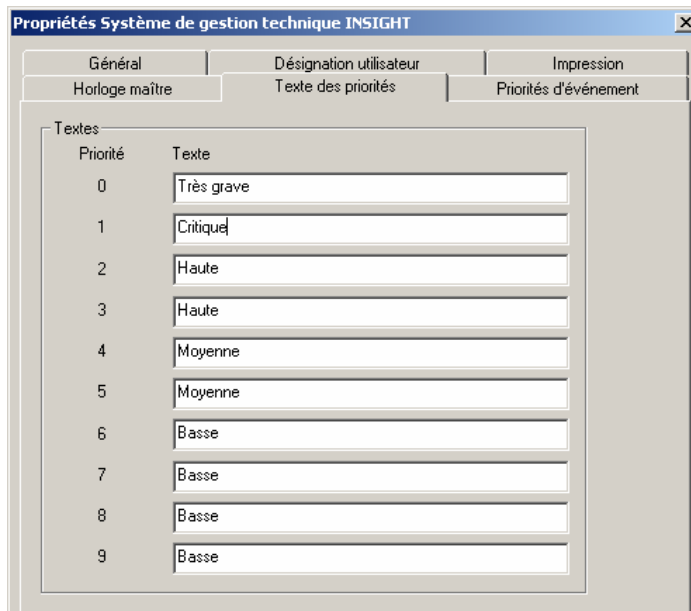 Propriétés Système de gestion technique INSIGHT
Général Désignation utilisateur Impression
Horloge maître Texte des priorités Priorités d'événement
Textes
Priorité Texte
0 Très grave
1 Critique
2 Haute
3 Haute
4 Moyenne
5 Moyenne
6 Basse
7 Basse
8 Basse
9 Basse